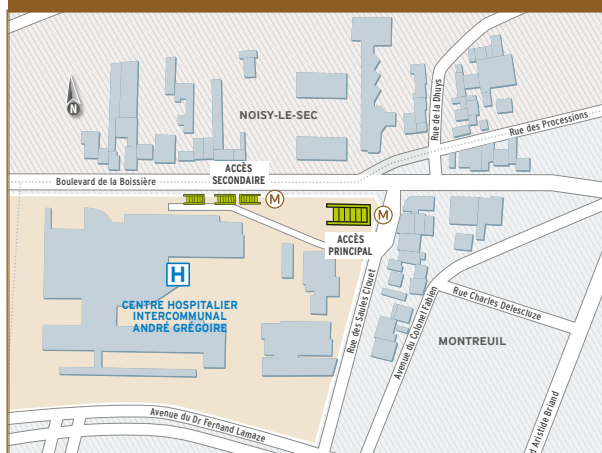 N
NOISY-LE-SEC
Rue de la Dhuys
Rue des Processions
ACCÈS
SECONDAIRE
Boulevard de la Boissière
M
M
ACCÈS
PRINCIPAL
H
CENTRE HOSPITALIER
INTERCOMMUNAL
ANDRÉ GRÉGOIRE
Rue des Saules Clouet
Avenue du Colonel Fabien
Rue Charles Delescluze
MONTREUIL
Avenue du Dr Fernand Lamaze
d Aristide Briand